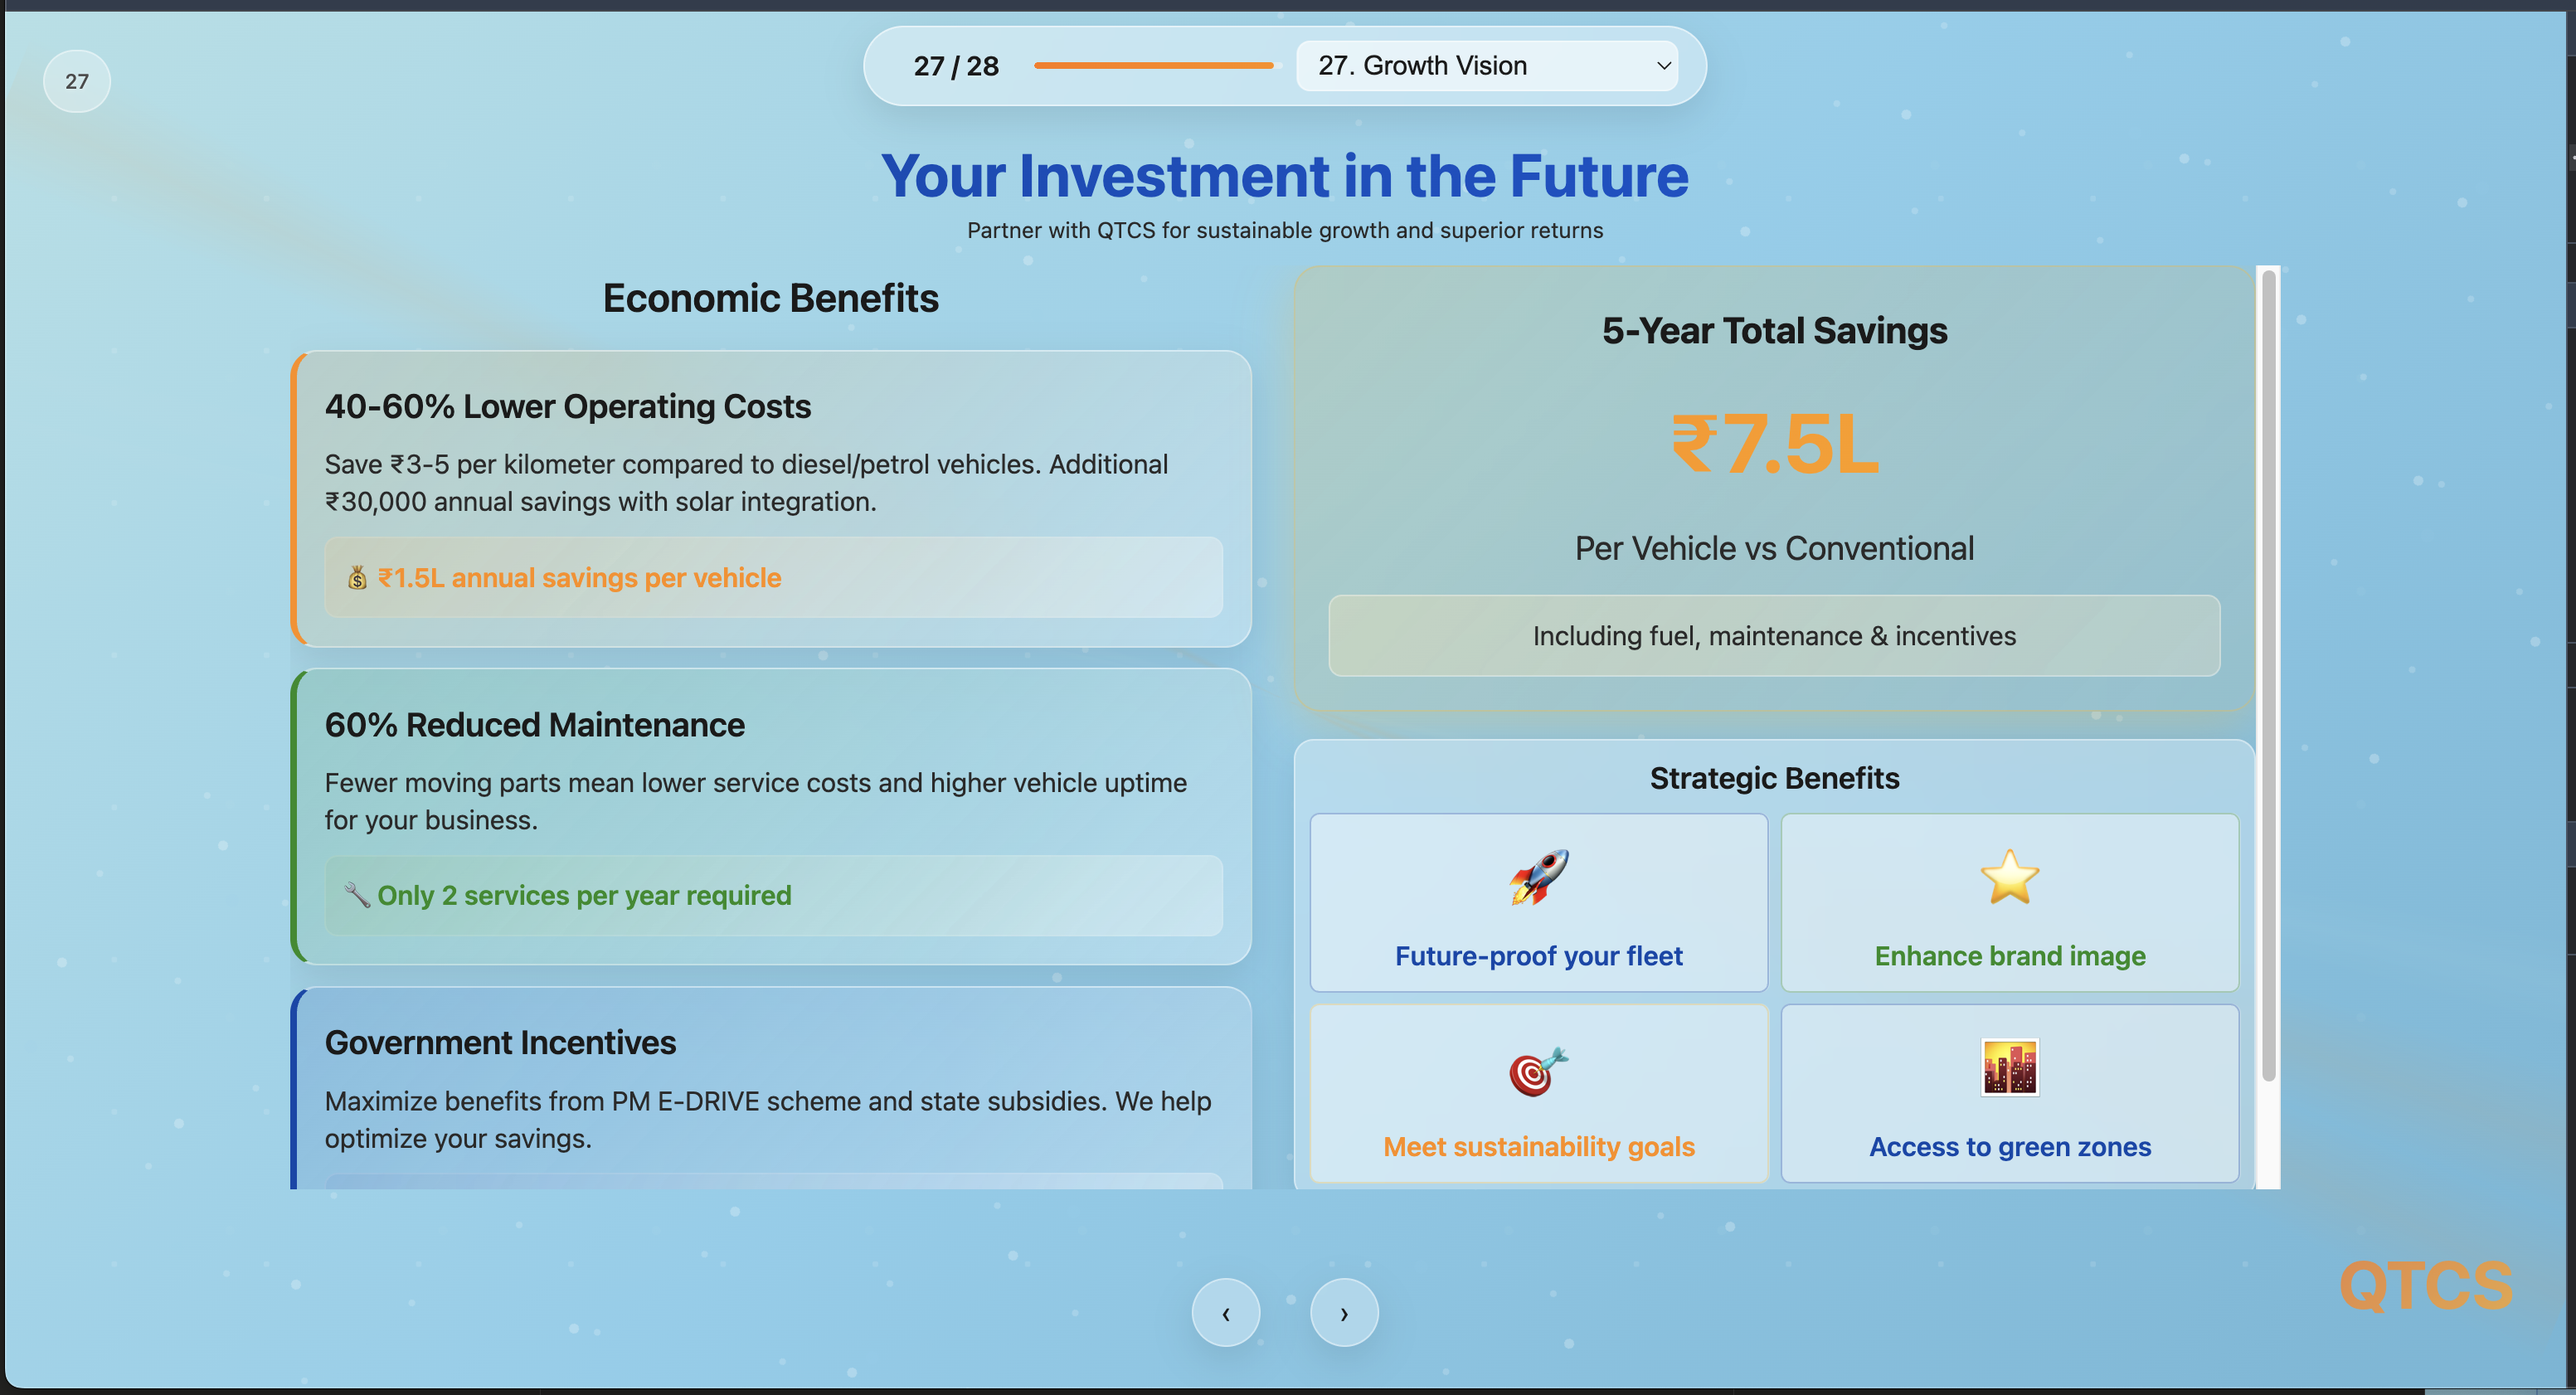 27
27 / 28
27. Growth Vision
Your Investment in the Future
Partner with QTCS for sustainable growth and superior returns
Economic Benefits
40-60% Lower Operating Costs
Save ₹3-5 per kilometer compared to diesel/petrol vehicles. Additional
₹30,000 annual savings with solar integration.
₹1.5L annual savings per vehicle
60% Reduced Maintenance
Fewer moving parts mean lower service costs and higher vehicle uptime
for your business.
Only 2 services per year required
Government Incentives
Maximize benefits from PM E-DRIVE scheme and state subsidies. We help
optimize your savings.
5-Year Total Savings
₹7.5L
Per Vehicle vs Conventional
Including fuel, maintenance & incentives
Strategic Benefits
Future-proof your fleet
Enhance brand image
Meet sustainability goals
Access to green zones
‹ ›
QTCS